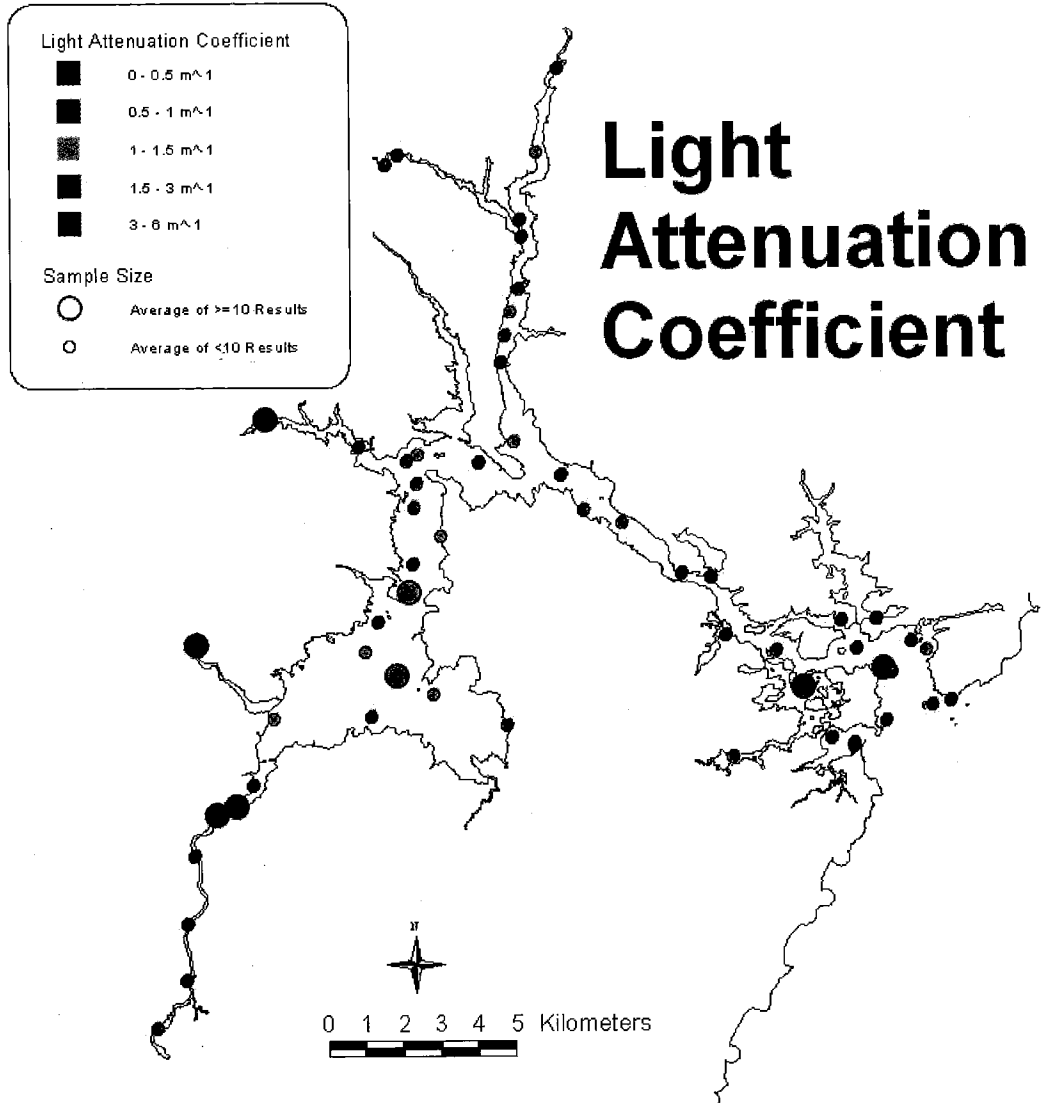 Light Attenuation Coefficient
0 - 0.5 m^-1
0.5 - 1 m^-1
1 - 1.5 m^-1
1.5 - 3 m^-1
3 - 6 m^-1
Sample Size
Average of >=10 Results
Average of <10 Results
Light
Attenuation
Coefficient
N
0 1 2 3 4 5 Kilometers